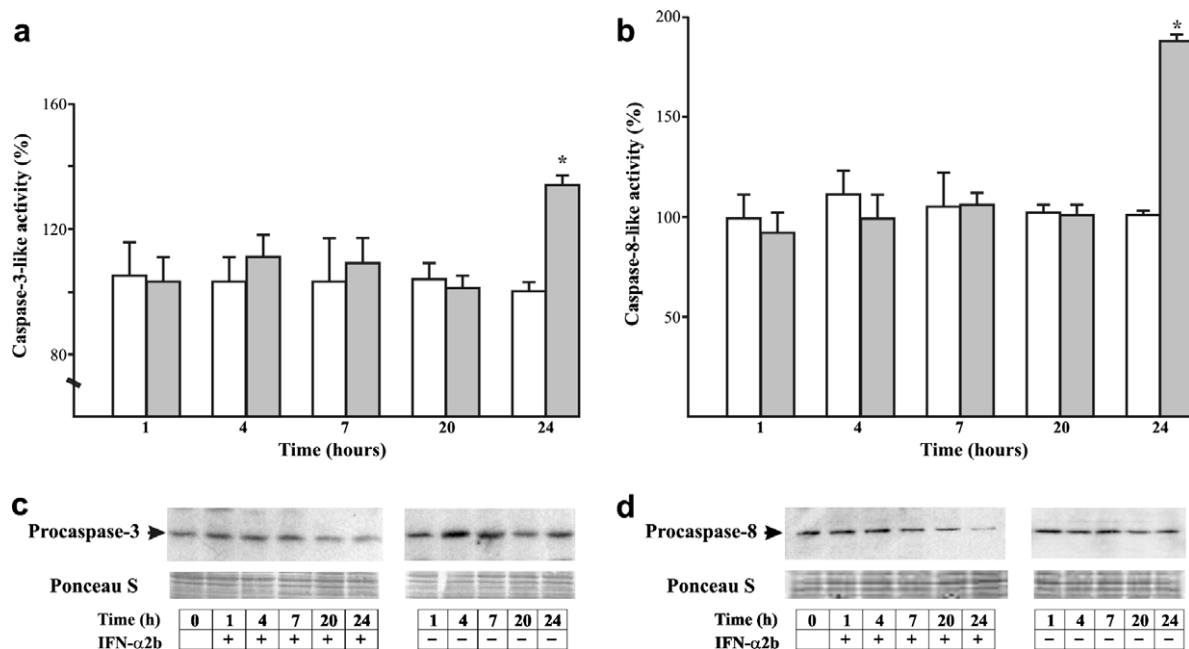 a
Caspase-3-like activity (%)
160
120
80
*
1 4 7 20 24
Time (hours)
b
Caspase-8-like activity (%)
200
150
100
50
*
1 4 7 20 24
Time (hours)
c
Procaspase-3
Ponceau S
Time (h) 0 1 4 7 20 24 1 4 7 20 24
IFN-α2b + + + + + − − − − −
d
Procaspase-8
Ponceau S
Time (h) 0 1 4 7 20 24 1 4 7 20 24
IFN-α2b + + + + + − − − − −